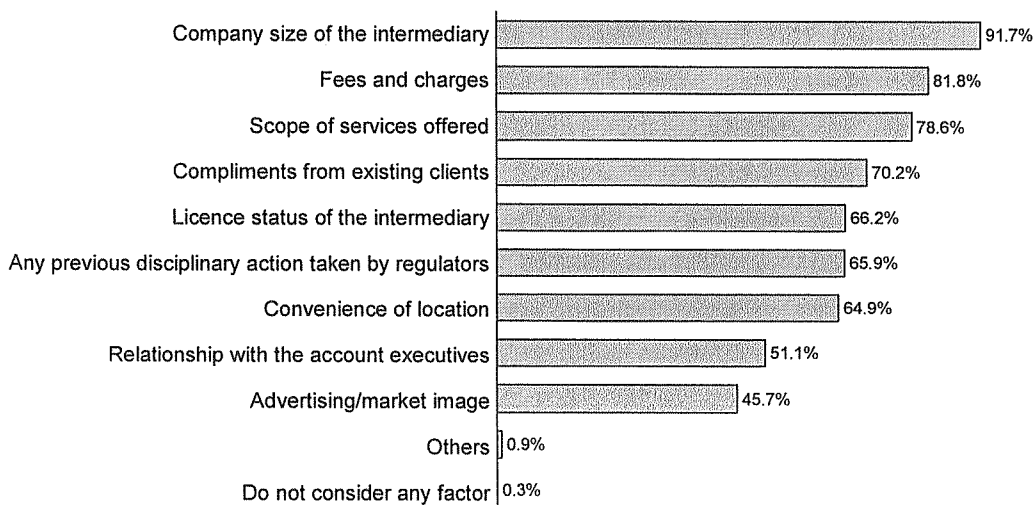 Company size of the intermediary 91.7%
Fees and charges 81.8%
Scope of services offered 78.6%
Compliments from existing clients 70.2%
Licence status of the intermediary 66.2%
Any previous disciplinary action taken by regulators 65.9%
Convenience of location 64.9%
Relationship with the account executives 51.1%
Advertising/market image 45.7%
Others 0.9%
Do not consider any factor 0.3%